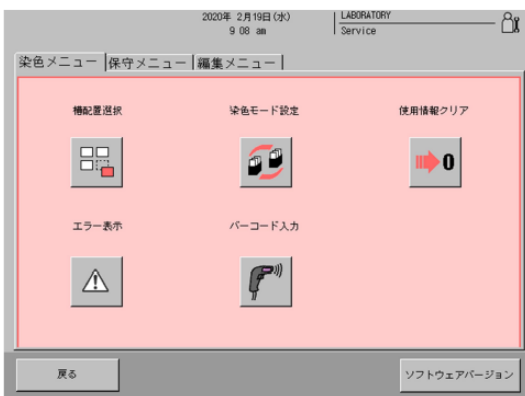 2020年 2月19日(水)
9 08 am
LABORATORY
Service
染色メニュー
保守メニュー
編集メニュー
槽配置選択
染色モード設定
使用情報クリア
0
エラー表示
バーコード入力
戻る
ソフトウェアバージョン